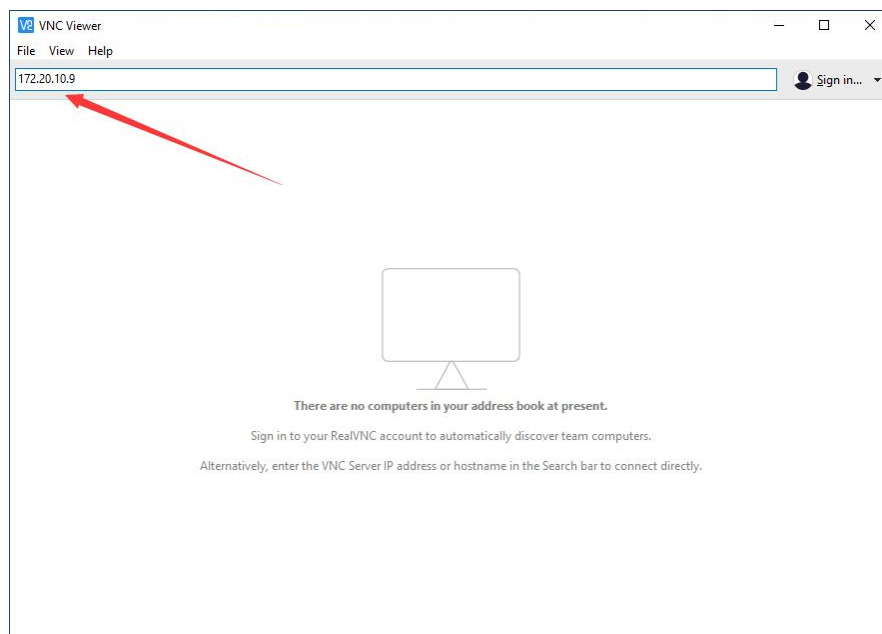 VNC Viewer
File View Help
172.20.10.9
Sign in...
There are no computers in your address book at present.
Sign in to your RealVNC account to automatically discover team computers.
Alternatively, enter the VNC Server IP address or hostname in the Search bar to connect directly.